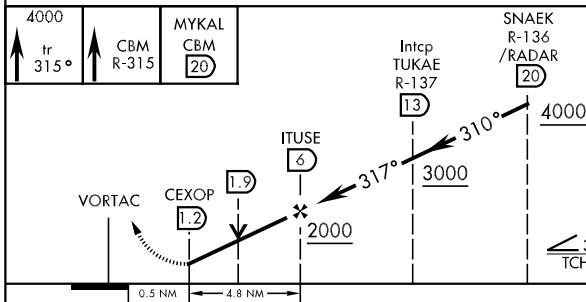 4000
tr
315°
CBM
R-315
MYKAL
CBM
20
SNAEK
R-136
/RADAR
20
Intcp
TUKAE
R-137
13
4000
310°
ITUSE
6
317°
3000
1.9
CEXOP
1.2
VORTAC
2000
3
TCH
0.5 NM
4.8 NM